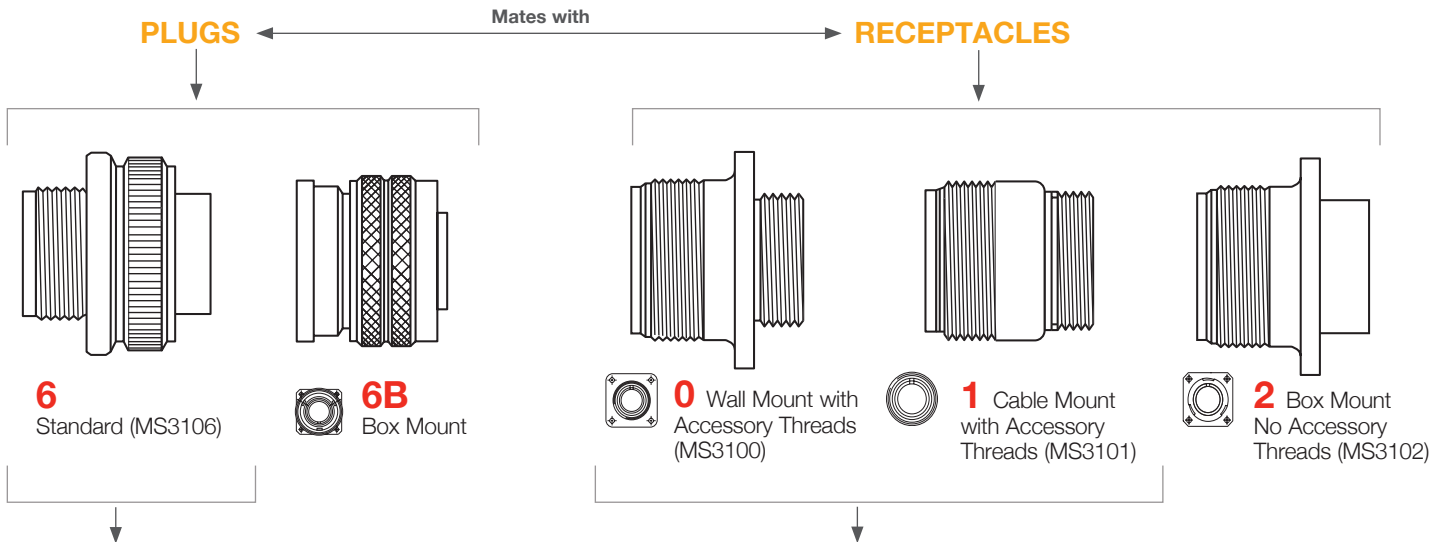 Mates with
PLUGS
RECEPTACLES
6
Standard (MS3106)
6B
Box Mount
0 Wall Mount with
Accessory Threads
(MS3100)
1 Cable Mount
with Accessory
Threads (MS3101)
2 Box Mount
No Accessory
Threads (MS3102)